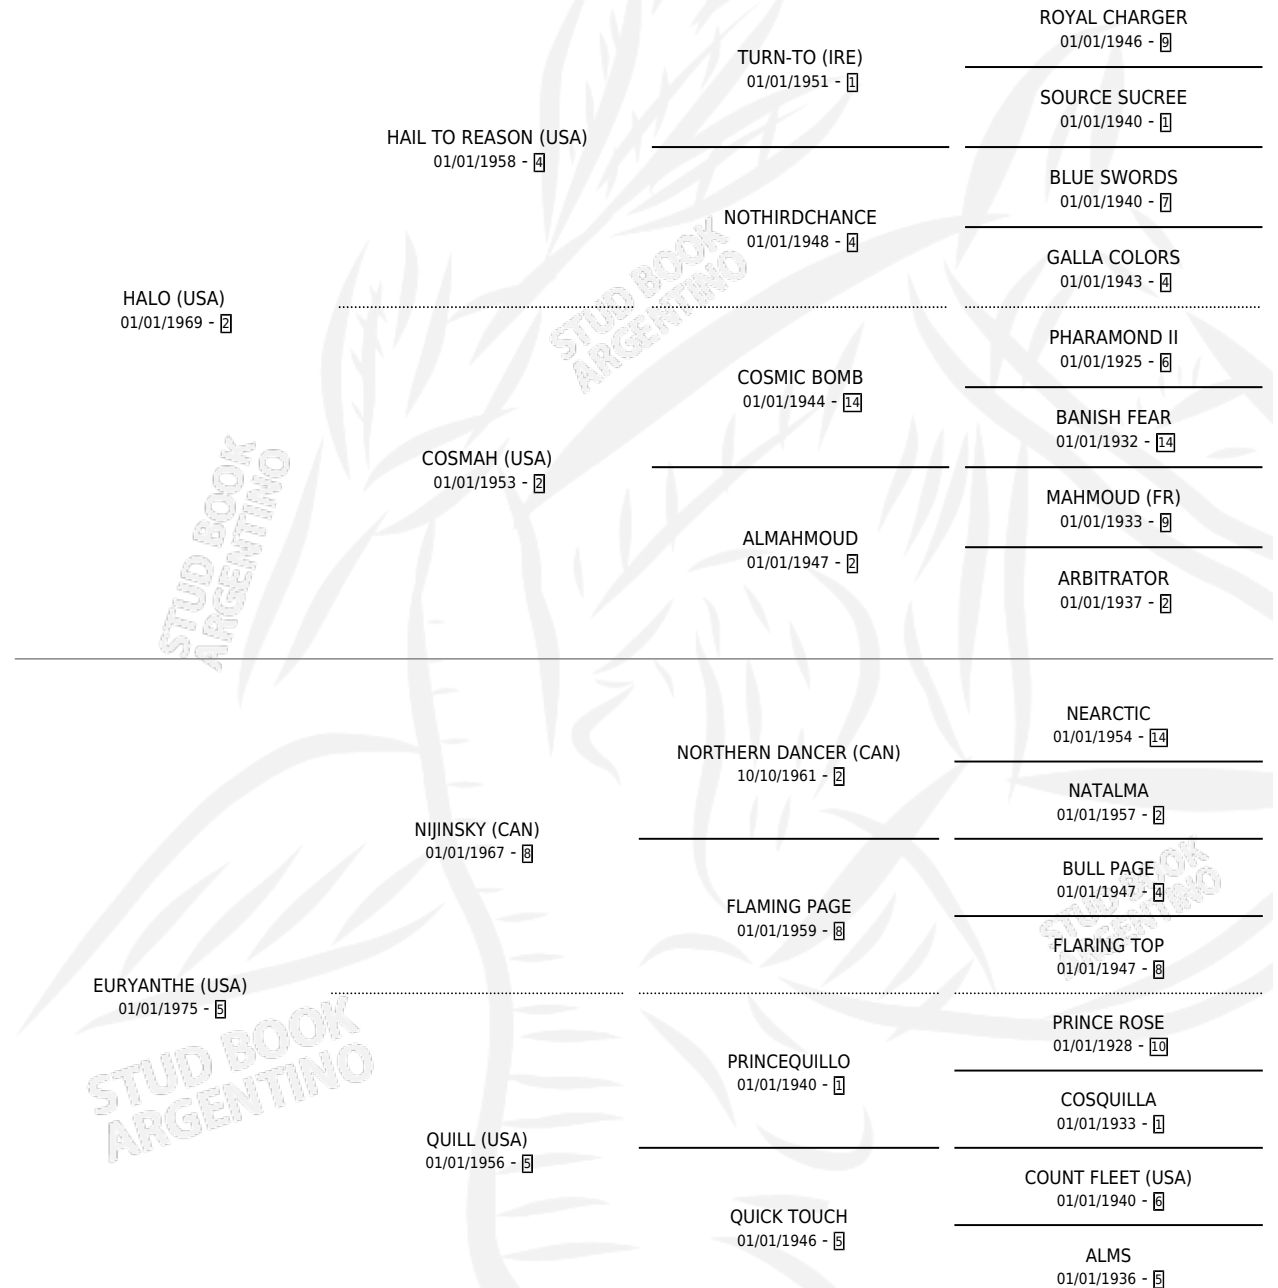 ROYAL CHARGER
01/01/1946 - 9
TURN-TO (IRE)
01/01/1951 - 1
SOURCE SUCREE
01/01/1940 - 1
HAIL TO REASON (USA)
01/01/1958 - 4
BLUE SWORDS
01/01/1940 - 7
NOTHIRDCHANCE
01/01/1948 - 4
GALLA COLORS
01/01/1943 - 4
HALO (USA)
01/01/1969 - 2
PHARAMOND II
01/01/1925 - 6
COSMIC BOMB
01/01/1944 - 14
BANISH FEAR
01/01/1932 - 14
COSMAH (USA)
01/01/1953 - 2
MAHMOUD (FR)
01/01/1933 - 9
ALMAHMOUD
01/01/1947 - 2
ARBITRATOR
01/01/1937 - 2
NEARCTIC
01/01/1954 - 14
NORTHERN DANCER (CAN)
10/10/1961 - 2
NATALMA
01/01/1957 - 2
NIJINSKY (CAN)
01/01/1967 - 8
BULL PAGE
01/01/1947 - 4
FLAMING PAGE
01/01/1959 - 8
FLARING TOP
01/01/1947 - 8
EURYANTHE (USA)
01/01/1975 - 5
PRINCE ROSE
01/01/1928 - 10
PRINCEQUILLO
01/01/1940 - 1
COSQUILLA
01/01/1933 - 1
QUILL (USA)
01/01/1956 - 5
COUNT FLEET (USA)
01/01/1940 - 6
QUICK TOUCH
01/01/1946 - 5
ALMS
01/01/1936 - 5
STUD BOOK
ARGENTINO
STUD BOOK
ARGENTINO
STUD BOOK
ARGENTINO
STUD BOOK
ARGENTINO